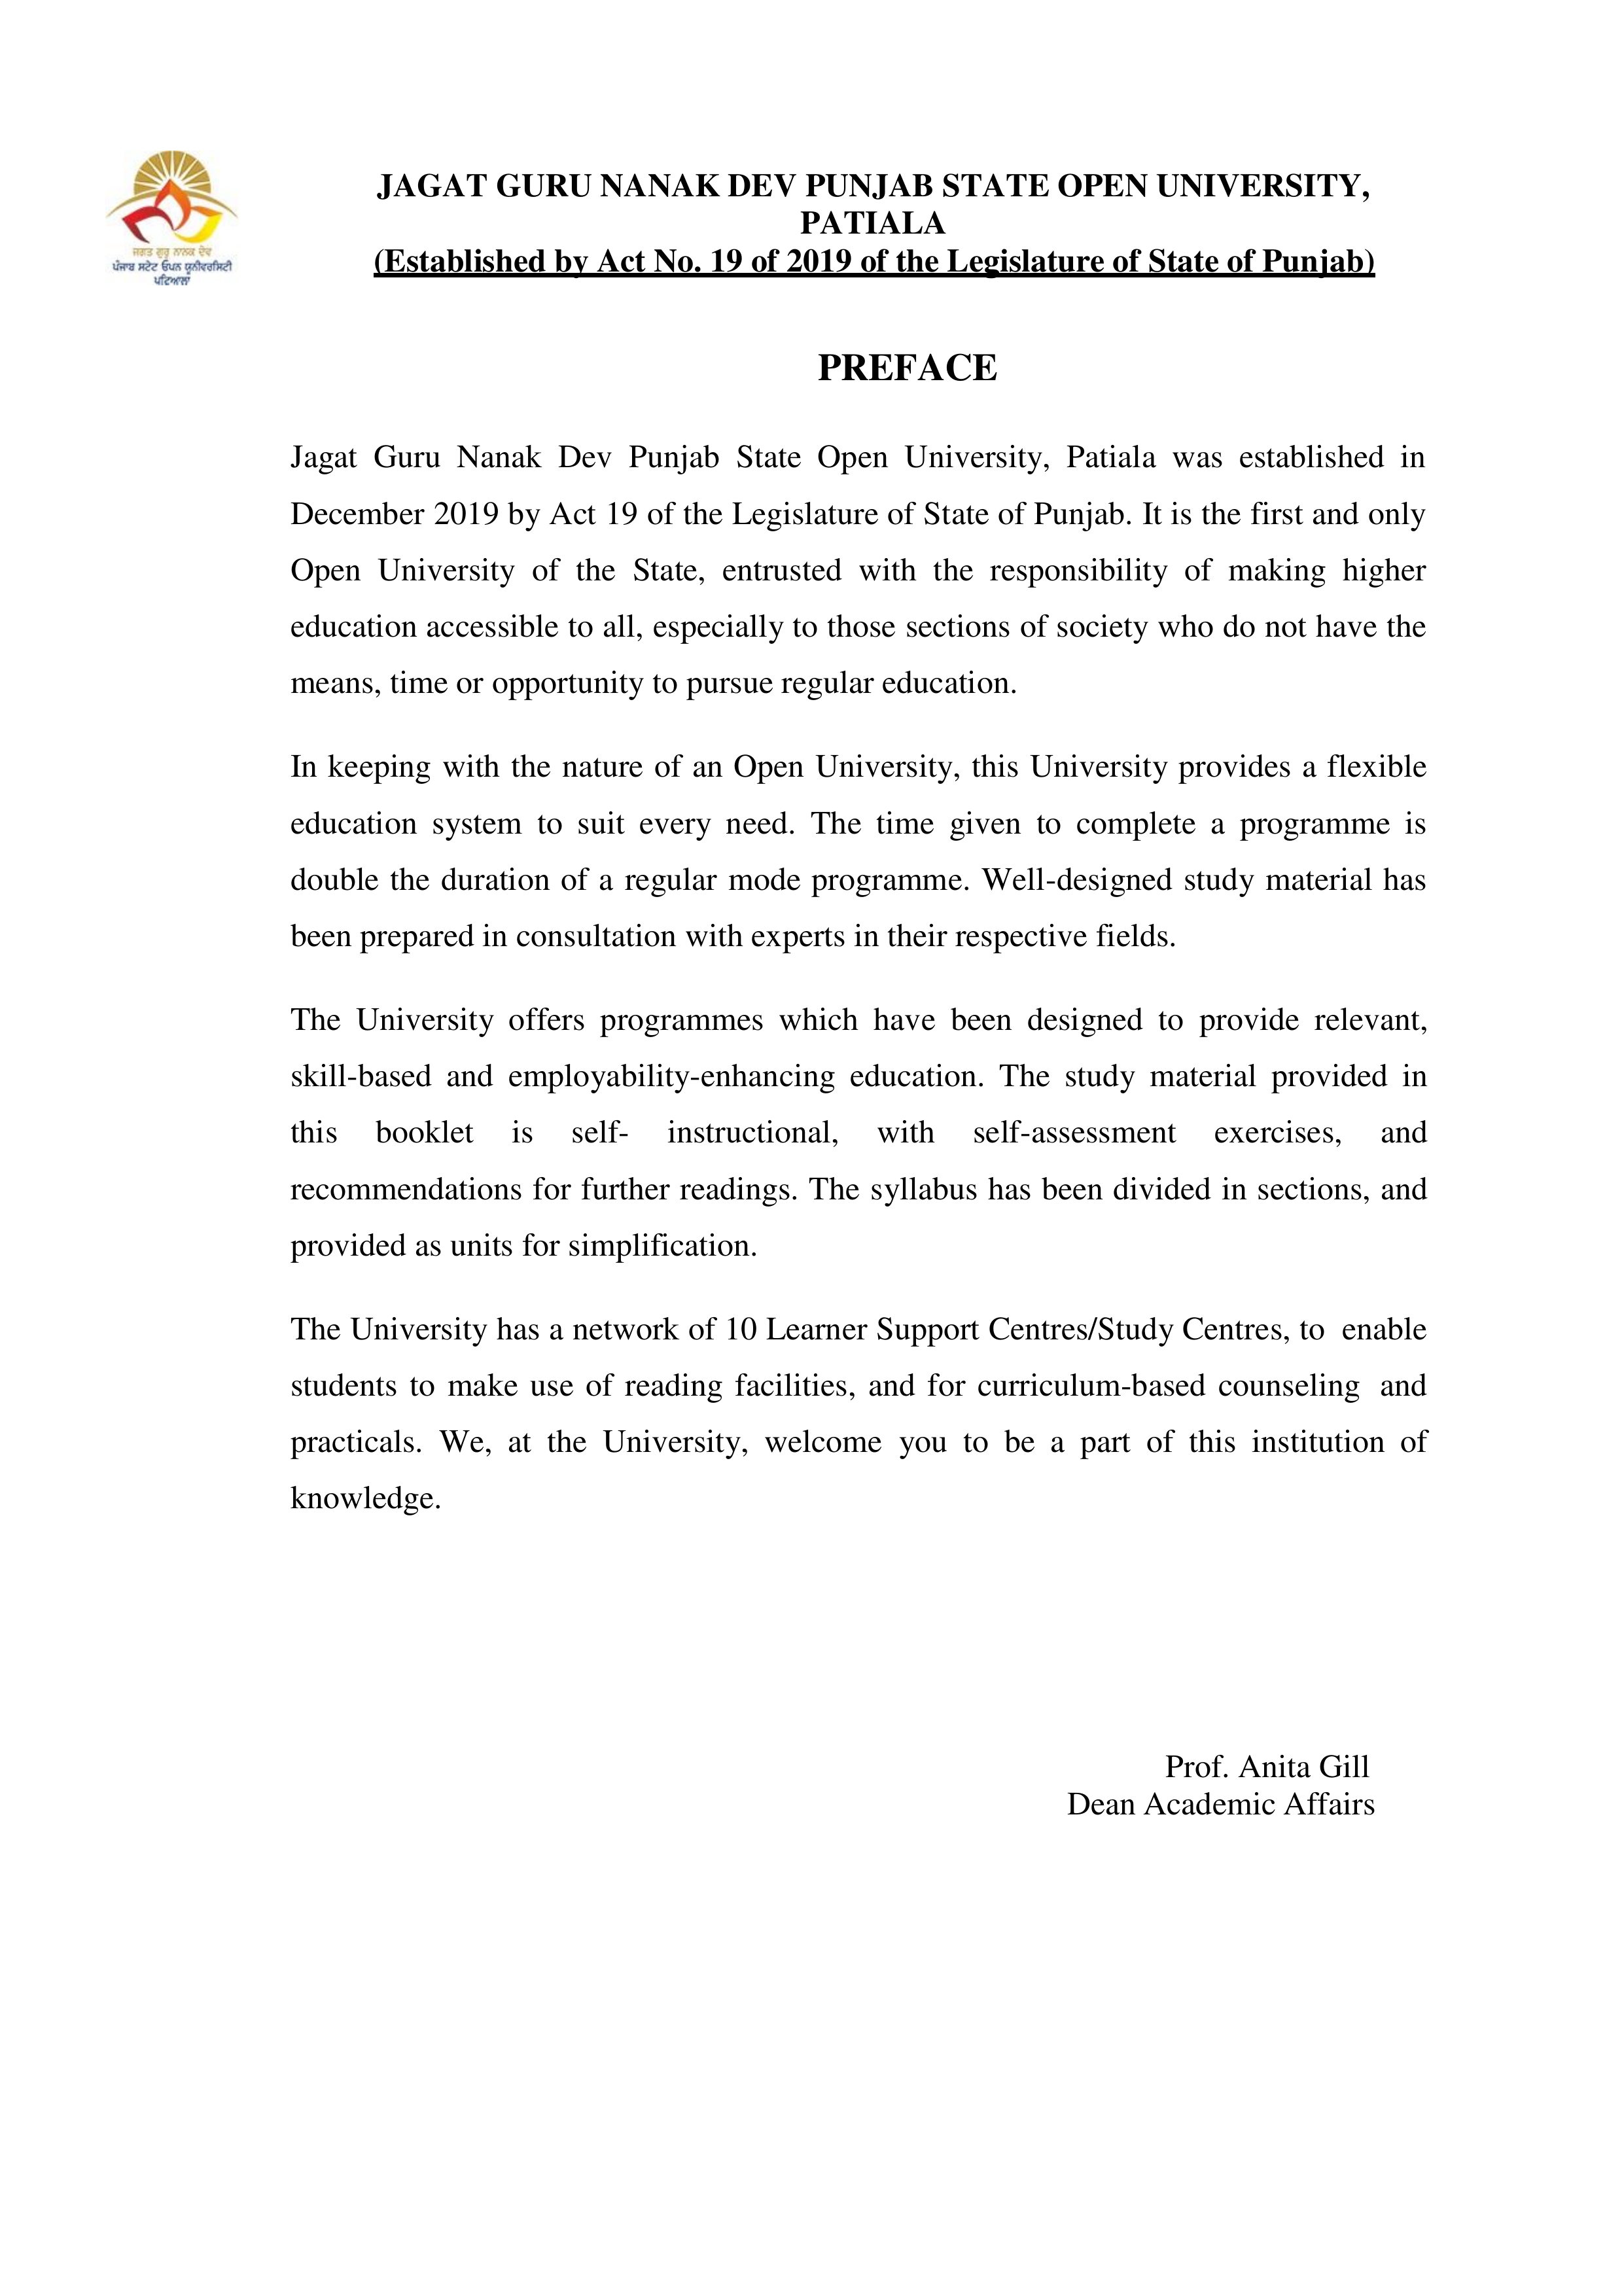 ਜਗਤ ਗੁਰੂ ਨਾਨਕ ਦੇਵ
ਪੰਜਾਬ ਸਟੇਟ ਓਪਨ ਯੂਨੀਵਰਸਿਟੀ
ਪਟਿਆਲਾ
JAGAT GURU NANAK DEV PUNJAB STATE OPEN UNIVERSITY,
PATIALA
(Established by Act No. 19 of 2019 of the Legislature of State of Punjab)
PREFACE
Jagat Guru Nanak Dev Punjab State Open University, Patiala was established in
December 2019 by Act 19 of the Legislature of State of Punjab. It is the first and only
Open University of the State, entrusted with the responsibility of making higher
education accessible to all, especially to those sections of society who do not have the
means, time or opportunity to pursue regular education.
In keeping with the nature of an Open University, this University provides a flexible
education system to suit every need. The time given to complete a programme is
double the duration of a regular mode programme. Well-designed study material has
been prepared in consultation with experts in their respective fields.
The University offers programmes which have been designed to provide relevant,
skill-based and employability-enhancing education. The study material provided in
this booklet is self- instructional, with self-assessment exercises, and
recommendations for further readings. The syllabus has been divided in sections, and
provided as units for simplification.
The University has a network of 10 Learner Support Centres/Study Centres, to enable
students to make use of reading facilities, and for curriculum-based counseling and
practicals. We, at the University, welcome you to be a part of this institution of
knowledge.
Prof. Anita Gill
Dean Academic Affairs